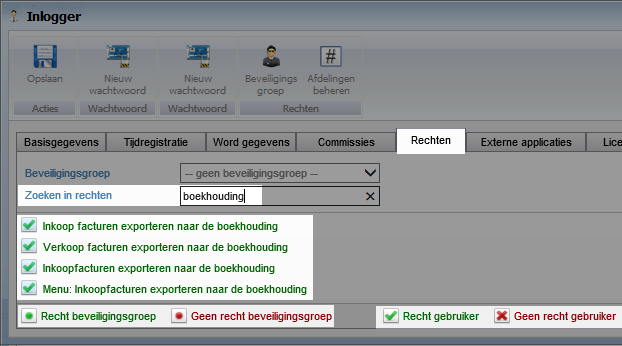 Inlogger
Opslaan
Nieuw wachtwoord
Nieuw wachtwoord
Beveiligings groep
Afdelingen beheren
Acties
Wachtwoord
Wachtwoord
Rechten
Basisgegevens
Tijdregistratie
Word gegevens
Commissies
Rechten
Externe applicaties
Lice
Beveiligingsgroep
-- geen beveiligingsgroep --
Zoeken in rechten
boekhouding
Inkoop facturen exporteren naar de boekhouding
Verkoop facturen exporteren naar de boekhouding
Inkoopfacturen exporteren naar de boekhouding
Menu: Inkoopfacturen exporteren naar de boekhouding
Recht beveiligingsgroep
Geen recht beveiligingsgroep
Recht gebruiker
Geen recht gebruiker